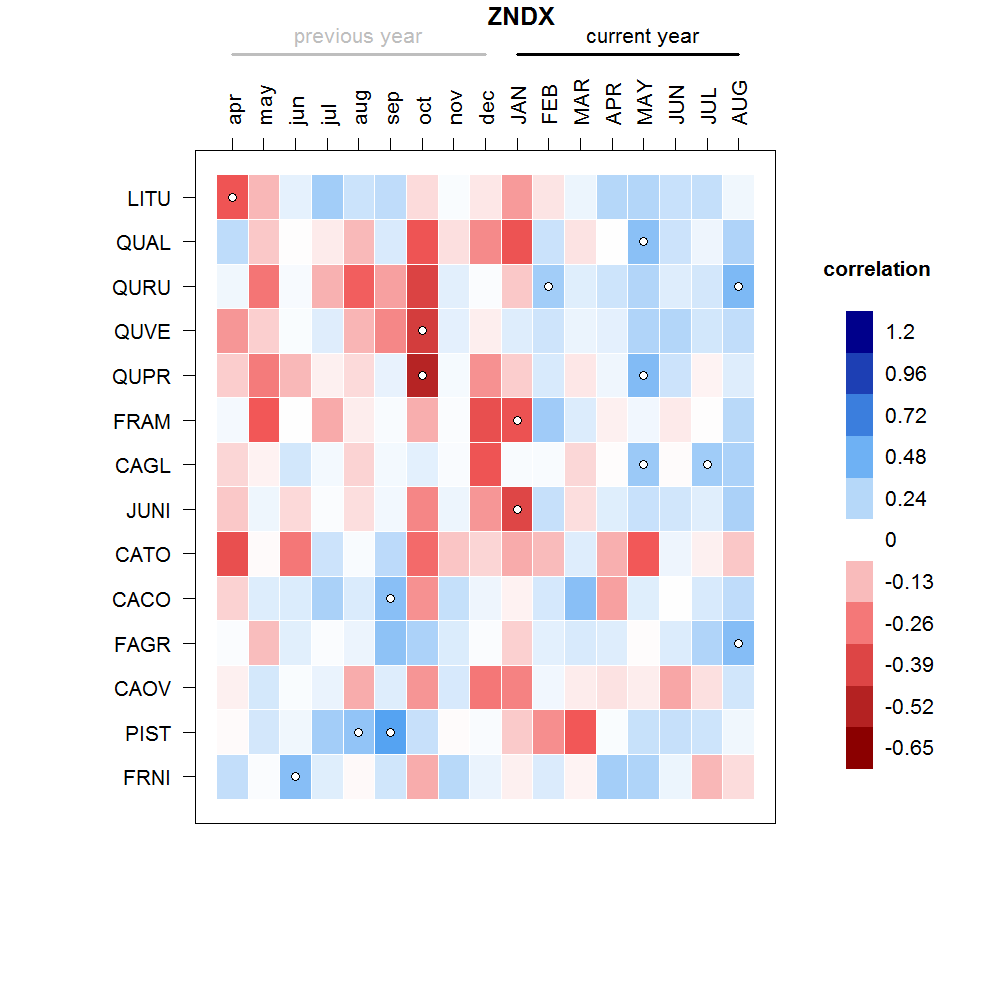 ZNDX
previous year current year
apr may jun jul aug sep oct nov dec JAN FEB MAR APR MAY JUN JUL AUG
LITU
QUAL
QURU
QUVE
QUPR
FRAM
CAGL
JUNI
CATO
CACO
FAGR
CAOV
PIST
FRNI
correlation
1.2
0.96
0.72
0.48
0.24
0
-0.13
-0.26
-0.39
-0.52
-0.65